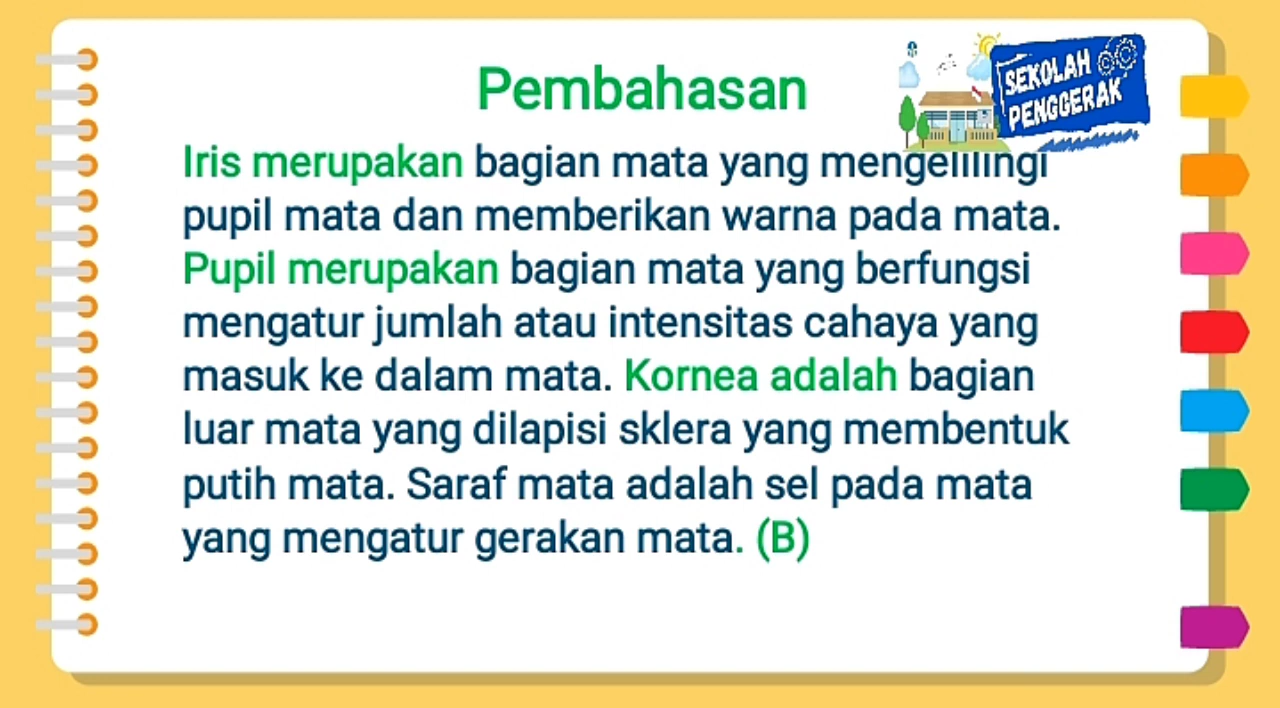 Pembahasan
SEKOLAH
PENGGERAK
Iris merupakan bagian mata yang mengelilingi
pupil mata dan memberikan warna pada mata.
Pupil merupakan bagian mata yang berfungsi
mengatur jumlah atau intensitas cahaya yang
masuk ke dalam mata. Kornea adalah bagian
luar mata yang dilapisi sklera yang membentuk
putih mata. Saraf mata adalah sel pada mata
yang mengatur gerakan mata. (B)